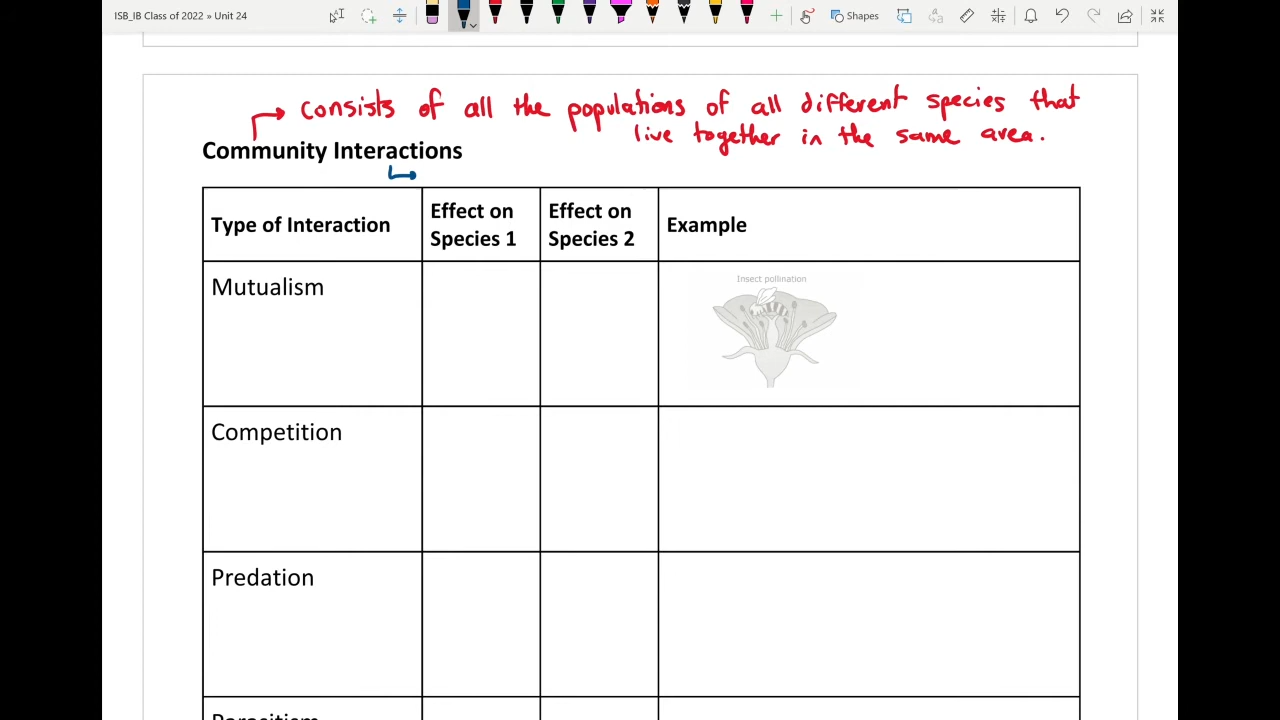 ISB_IB Class of 2022 » Unit 24
Shapes
consists of all the populations of all different species that
live together in the same area.
Community Interactions
Type of Interaction
Effect on
Species 1
Effect on
Species 2
Example
Mutualism
Insect pollination
Competition
Predation
Parasitism